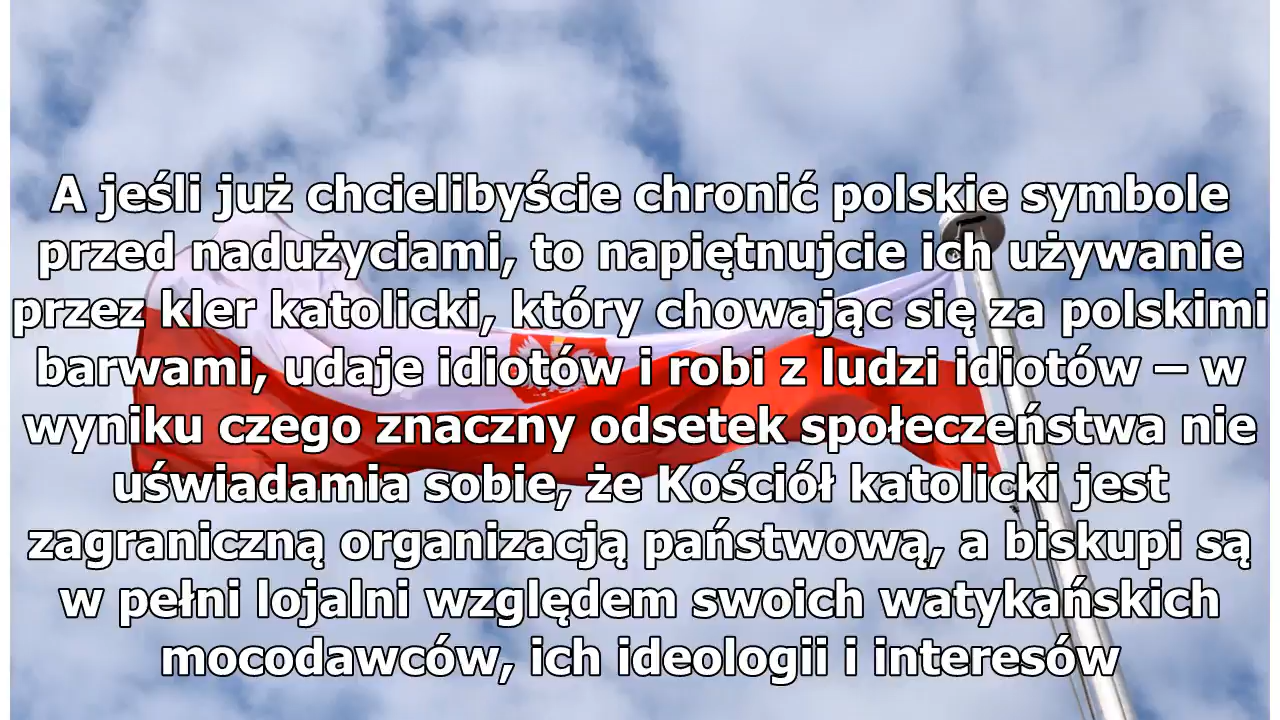 A jeśli już chcielibyście chronić polskie symbole
przed nadużyciami, to napiętnujcie ich używanie
przez kler katolicki, który chowając się za polskimi
barwami, udaje idiotów i robi z ludzi idiotów – w
wyniku czego znaczny odsetek społeczeństwa nie
uświadamia sobie, że Kościół katolicki jest
zagraniczną organizacją państwową, a biskupi są
w pełni lojalni względem swoich watykańskich
mocodawców, ich ideologii i interesów